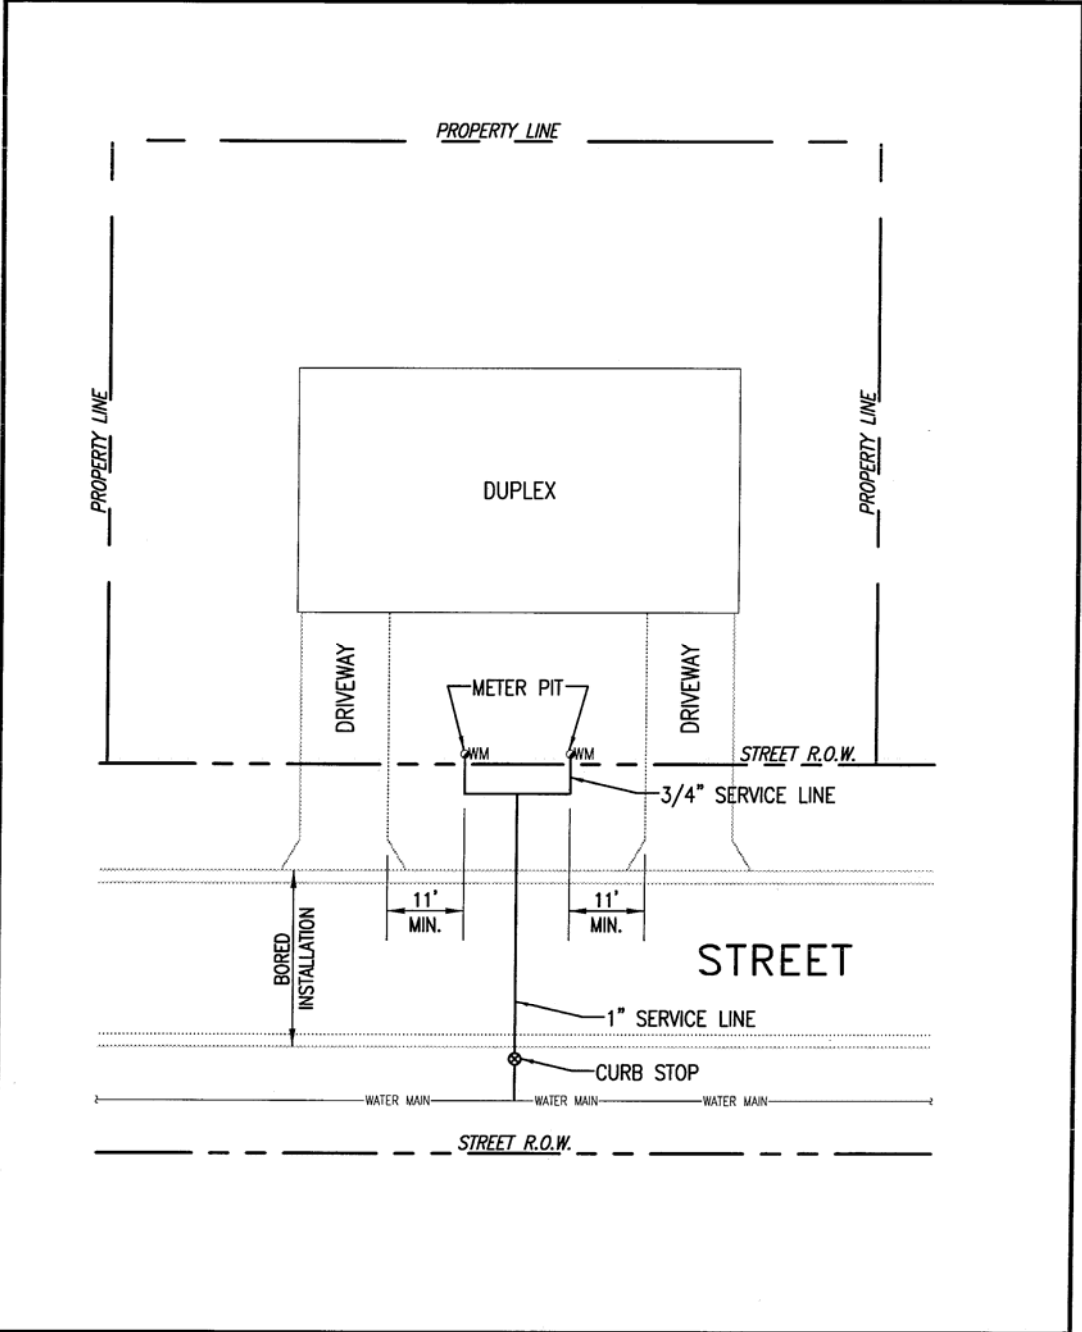 PROPERTY LINE
PROPERTY LINE
PROPERTY LINE
DUPLEX
DRIVEWAY
DRIVEWAY
METER PIT
WM
WM
STREET R.O.W.
3/4" SERVICE LINE
11'
MIN.
11'
MIN.
BORED
INSTALLATION
STREET
1" SERVICE LINE
CURB STOP
WATER MAIN
WATER MAIN
WATER MAIN
STREET R.O.W.